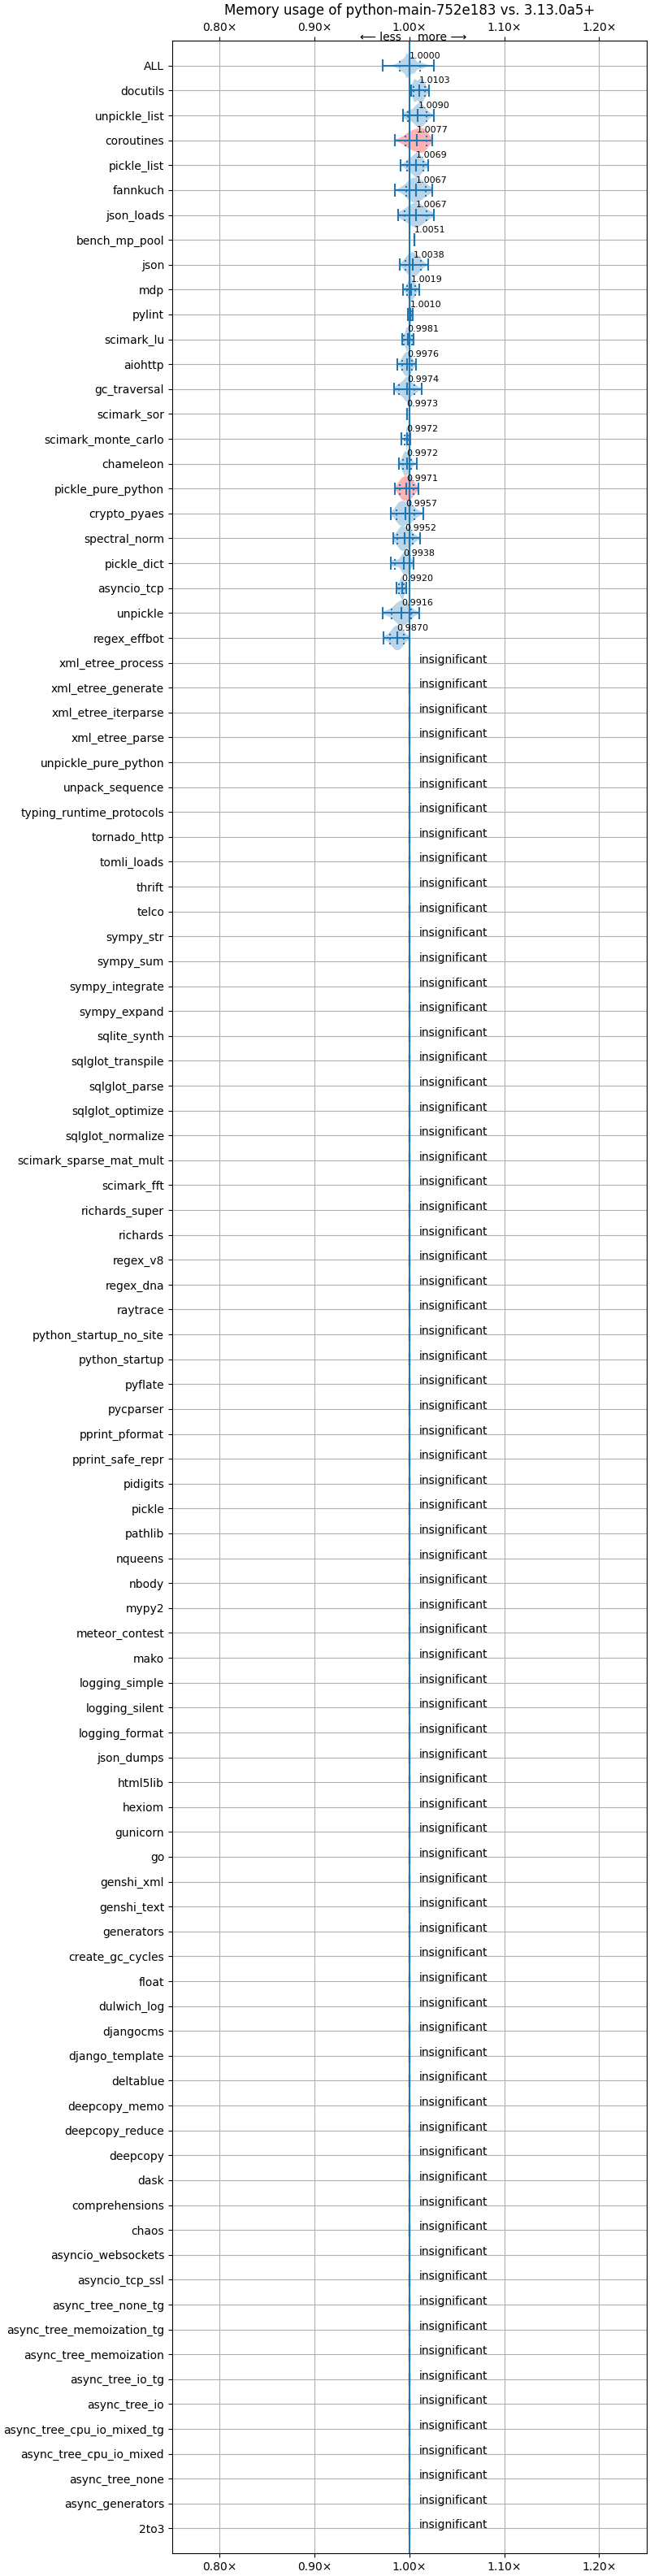 Memory usage of python-main-752e183 vs. 3.13.0a5+
0.80× 0.90× 1.00× 1.10× 1.20×
⟵ less more ⟶
ALL 1.0000
docutils 1.0103
unpickle_list 1.0090
coroutines 1.0077
pickle_list 1.0069
fannkuch 1.0067
json_loads 1.0067
bench_mp_pool 1.0051
json 1.0038
mdp 1.0019
pylint 1.0010
scimark_lu 0.9981
aiohttp 0.9976
gc_traversal 0.9974
scimark_sor 0.9973
scimark_monte_carlo 0.9972
chameleon 0.9972
pickle_pure_python 0.9971
crypto_pyaes 0.9957
spectral_norm 0.9952
pickle_dict 0.9938
asyncio_tcp 0.9920
unpickle 0.9916
regex_effbot 0.9870
xml_etree_process insignificant
xml_etree_generate insignificant
xml_etree_iterparse insignificant
xml_etree_parse insignificant
unpickle_pure_python insignificant
unpack_sequence insignificant
typing_runtime_protocols insignificant
tornado_http insignificant
tomli_loads insignificant
thrift insignificant
telco insignificant
sympy_str insignificant
sympy_sum insignificant
sympy_integrate insignificant
sympy_expand insignificant
sqlite_synth insignificant
sqlglot_transpile insignificant
sqlglot_parse insignificant
sqlglot_optimize insignificant
sqlglot_normalize insignificant
scimark_sparse_mat_mult insignificant
scimark_fft insignificant
richards_super insignificant
richards insignificant
regex_v8 insignificant
regex_dna insignificant
raytrace insignificant
python_startup_no_site insignificant
python_startup insignificant
pyflate insignificant
pycparser insignificant
pprint_pformat insignificant
pprint_safe_repr insignificant
pidigits insignificant
pickle insignificant
pathlib insignificant
nqueens insignificant
nbody insignificant
mypy2 insignificant
meteor_contest insignificant
mako insignificant
logging_simple insignificant
logging_silent insignificant
logging_format insignificant
json_dumps insignificant
html5lib insignificant
hexiom insignificant
gunicorn insignificant
go insignificant
genshi_xml insignificant
genshi_text insignificant
generators insignificant
create_gc_cycles insignificant
float insignificant
dulwich_log insignificant
djangocms insignificant
django_template insignificant
deltablue insignificant
deepcopy_memo insignificant
deepcopy_reduce insignificant
deepcopy insignificant
dask insignificant
comprehensions insignificant
chaos insignificant
asyncio_websockets insignificant
asyncio_tcp_ssl insignificant
async_tree_none_tg insignificant
async_tree_memoization_tg insignificant
async_tree_memoization insignificant
async_tree_io_tg insignificant
async_tree_io insignificant
async_tree_cpu_io_mixed_tg insignificant
async_tree_cpu_io_mixed insignificant
async_tree_none insignificant
async_generators insignificant
2to3 insignificant
0.80× 0.90× 1.00× 1.10× 1.20×